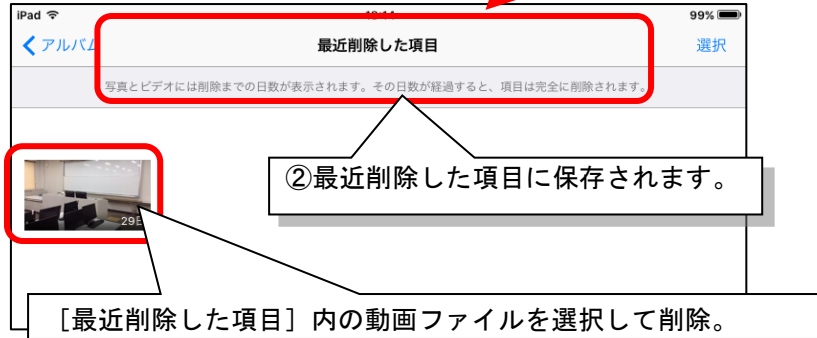 iPad 99%
アルバム 最近削除した項目 選択
写真とビデオには削除までの日数が表示されます。その日数が経過すると、項目は完全に削除されます。
②最近削除した項目に保存されます。
29日
［最近削除した項目］内の動画ファイルを選択して削除。